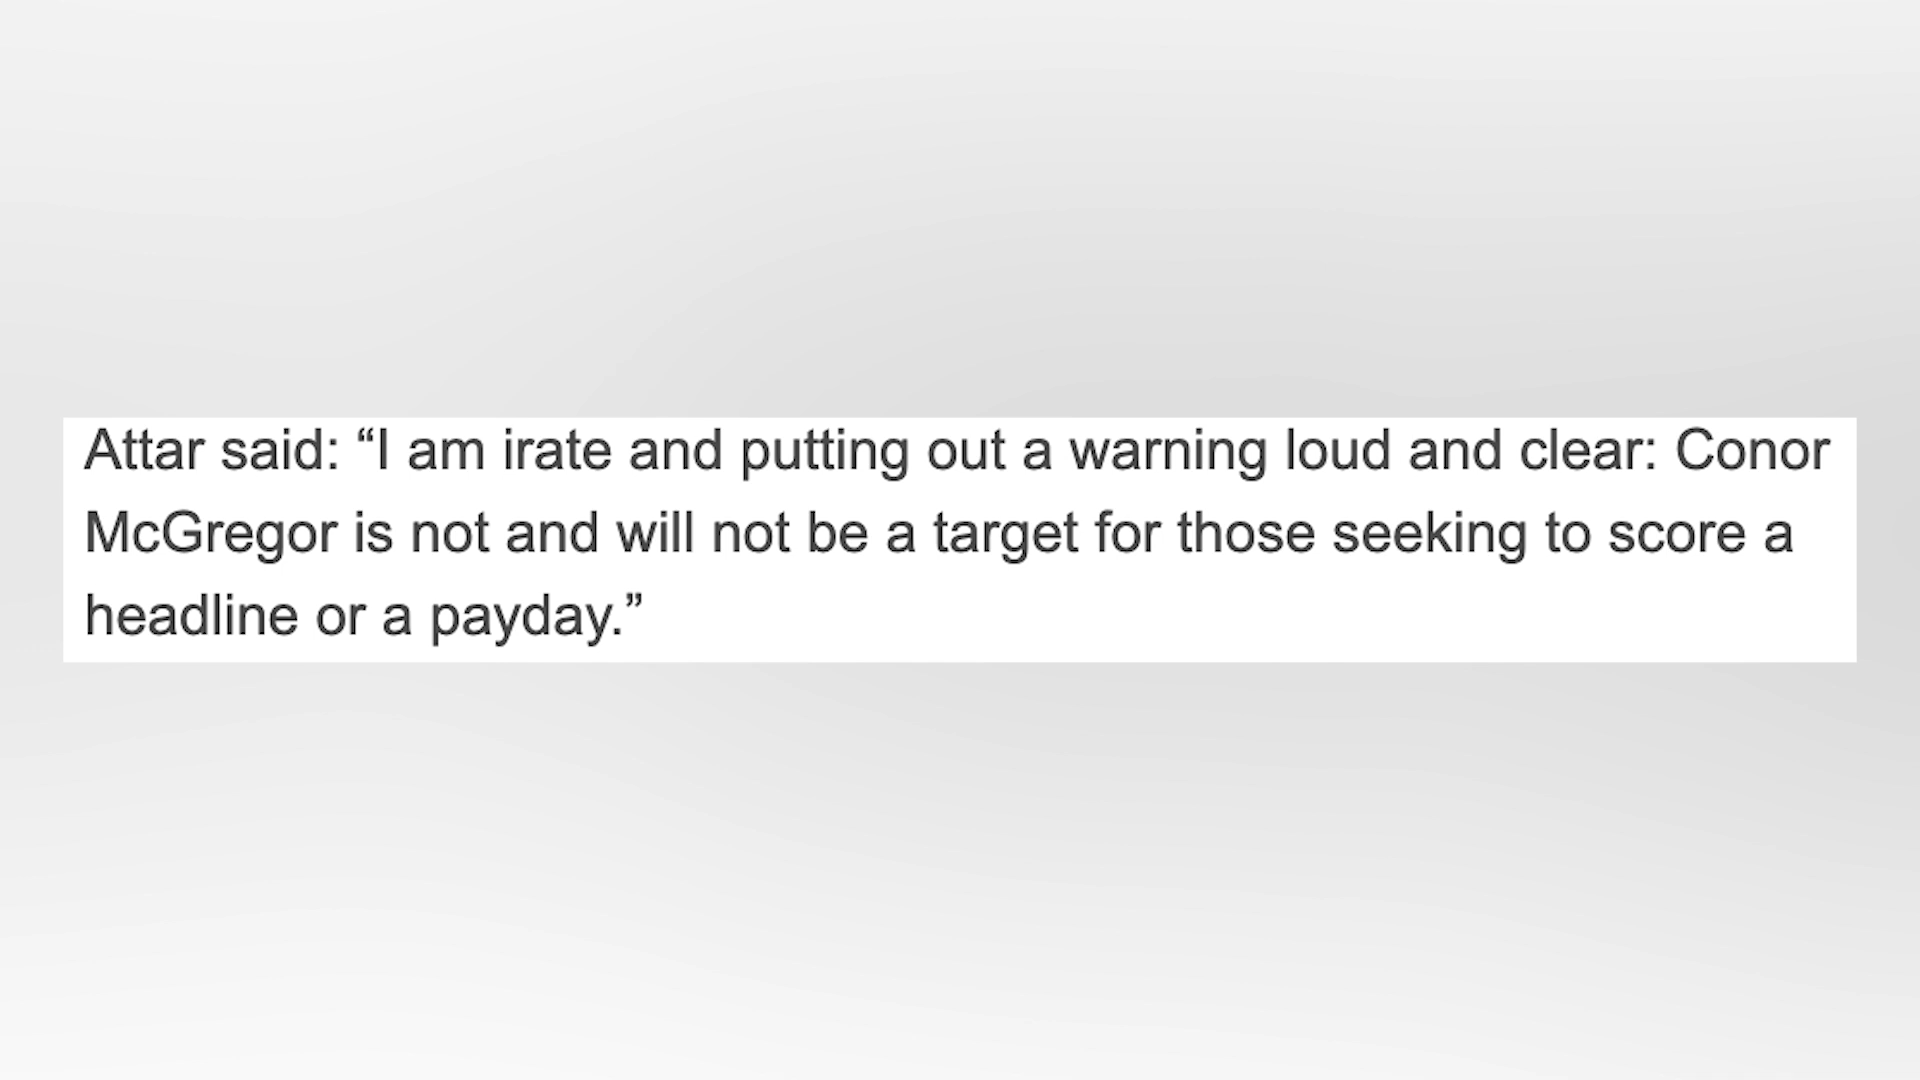 Attar said: “I am irate and putting out a warning loud and clear: Conor
McGregor is not and will not be a target for those seeking to score a
headline or a payday.”